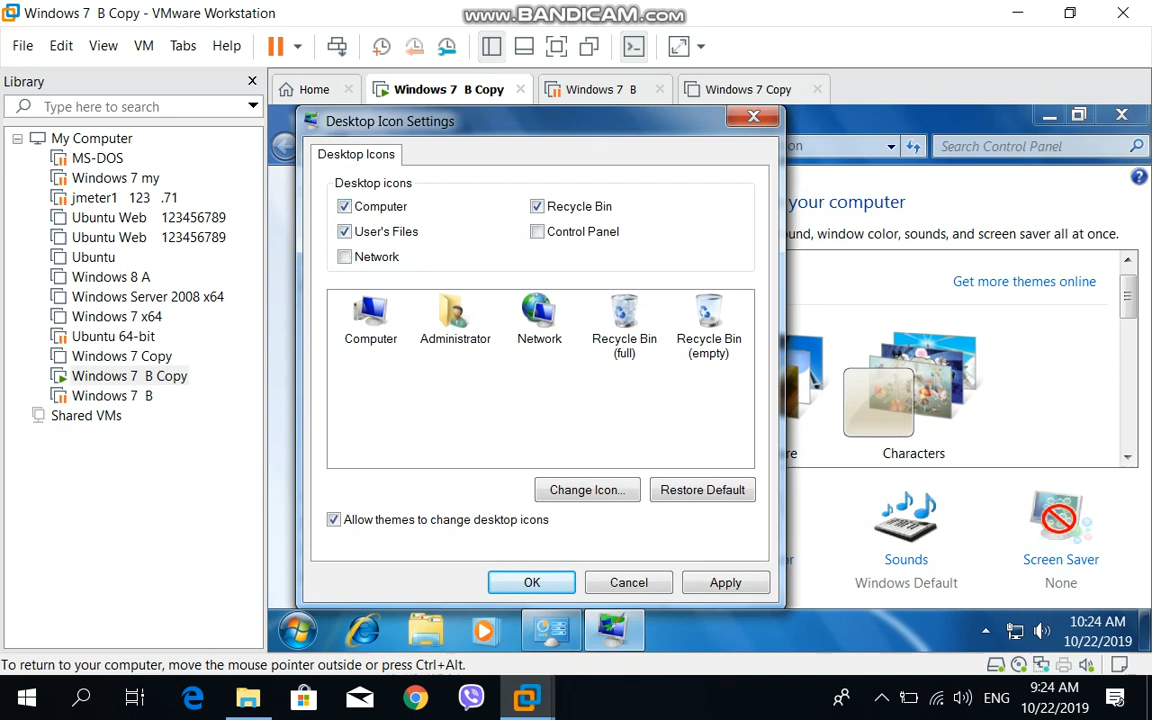 Windows 7  B Copy - VMware Workstation
www.BANDICAM.com
File Edit View VM Tabs Help
Library
Type here to search
My Computer
MS-DOS
Windows 7 my
jmeter1  123  .71
Ubuntu Web  123456789
Ubuntu Web  123456789
Ubuntu
Windows 8 A
Windows Server 2008 x64
Windows 7 x64
Ubuntu 64-bit
Windows 7 Copy
Windows 7  B Copy
Windows 7  B
Shared VMs
Home
Windows 7  B Copy
Windows 7  B
Windows 7 Copy
Desktop Icon Settings
on
Search Control Panel
Desktop Icons
Desktop icons
Computer
Recycle Bin
User's Files
Control Panel
Network
Computer
Administrator
Network
Recycle Bin
(full)
Recycle Bin
(empty)
Change Icon...
Restore Default
Allow themes to change desktop icons
OK
Cancel
Apply
your computer
und, window color, sounds, and screen saver all at once.
Get more themes online
re
Characters
or
Sounds
Windows Default
Screen Saver
None
10:24 AM
10/22/2019
To return to your computer, move the mouse pointer outside or press Ctrl+Alt.
ENG
9:24 AM
10/22/2019